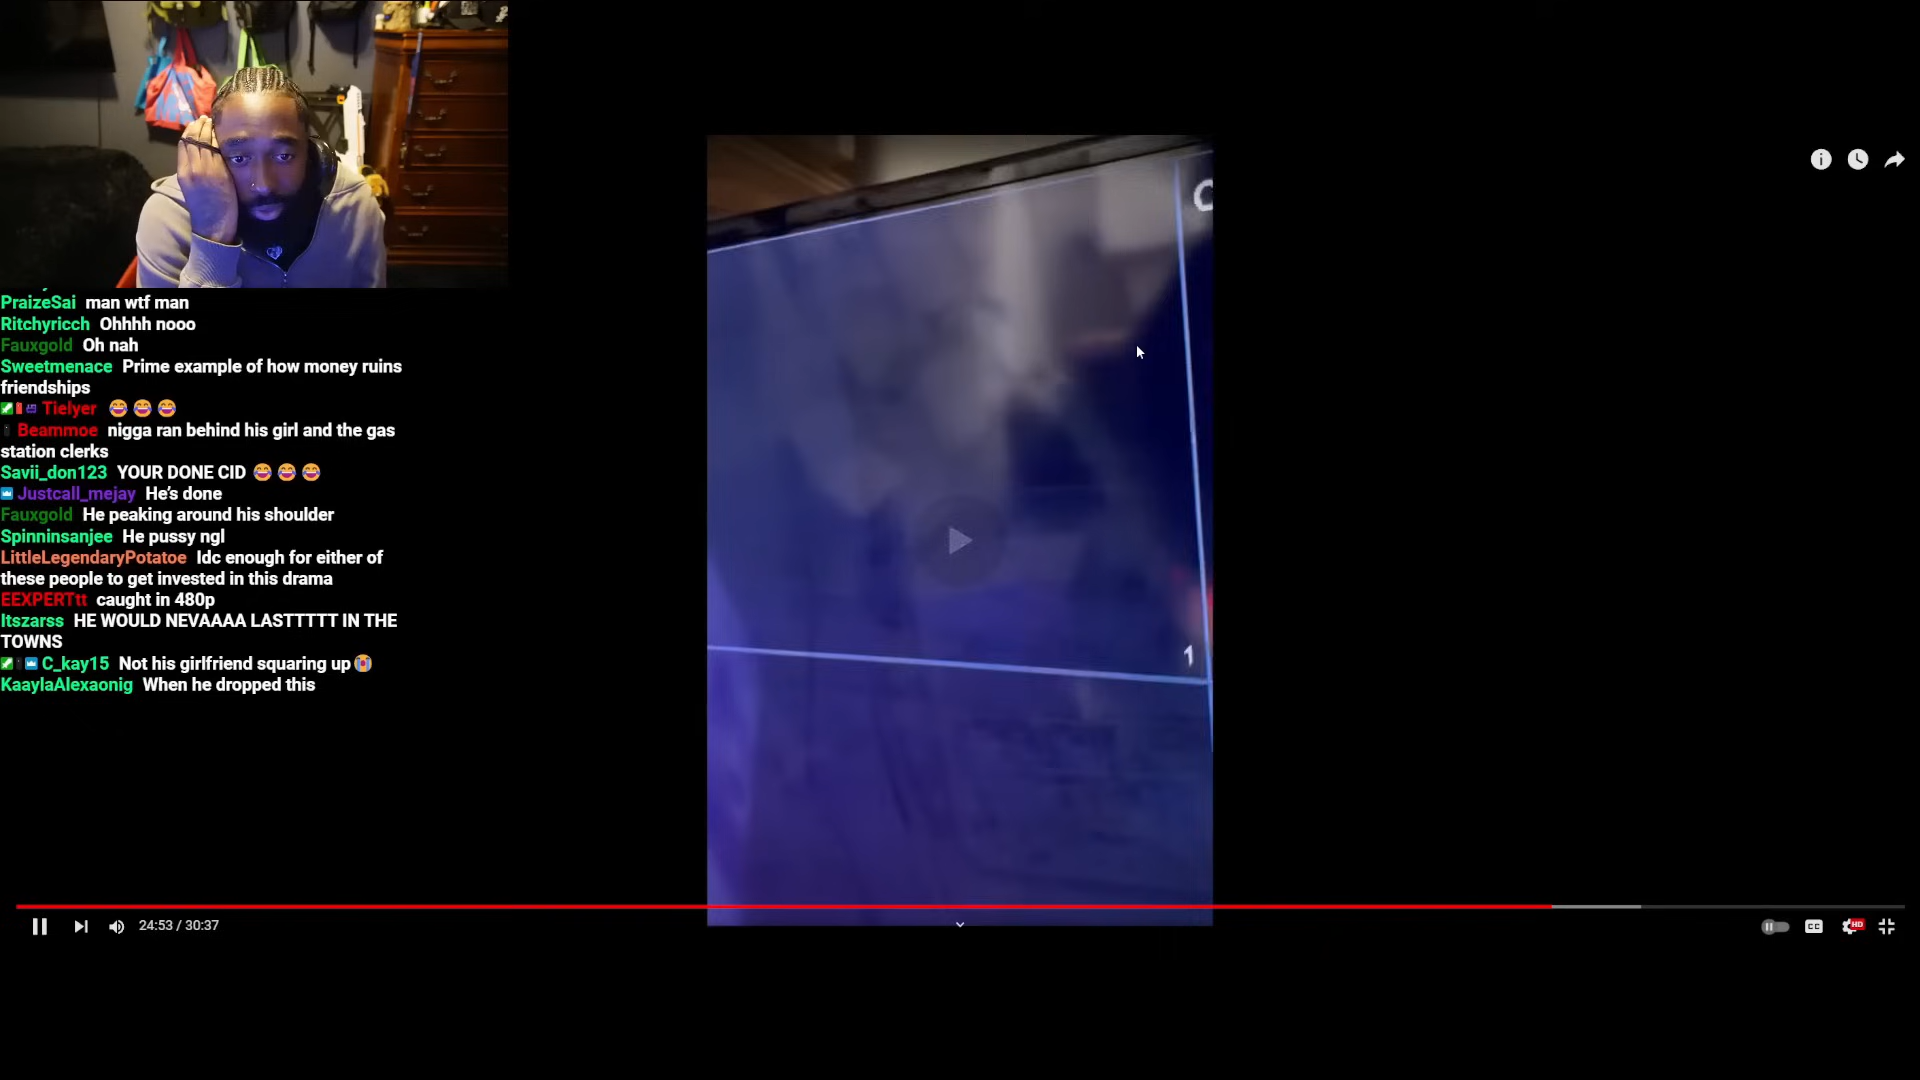 PraizeSai man wtf man
Ritchyricch Ohhhh nooo
Fauxgold Oh nah
Sweetmenace Prime example of how money ruins
friendships
Tielyer 😂 😂 😂
Beammoe nigga ran behind his girl and the gas
station clerks
Savii_don123 YOUR DONE CID 😂 😂 😂
Justcall_mejay He's done
Fauxgold He peaking around his shoulder
Spinninsanjee He pussy ngl
LittleLegendaryPotatoe Idc enough for either of
these people to get invested in this drama
EEXPERTtt caught in 480p
Itszarss HE WOULD NEVAAAA LASTTTTT IN THE
TOWNS
C_kay15 Not his girlfriend squaring up😭
KaaylaAlexaonig When he dropped this
C
1
24:53 / 30:37
CC
HD